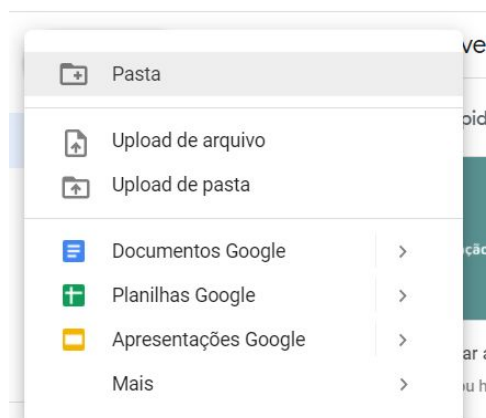 Pasta
Upload de arquivo
Upload de pasta
Documentos Google
Planilhas Google
Apresentações Google
Mais